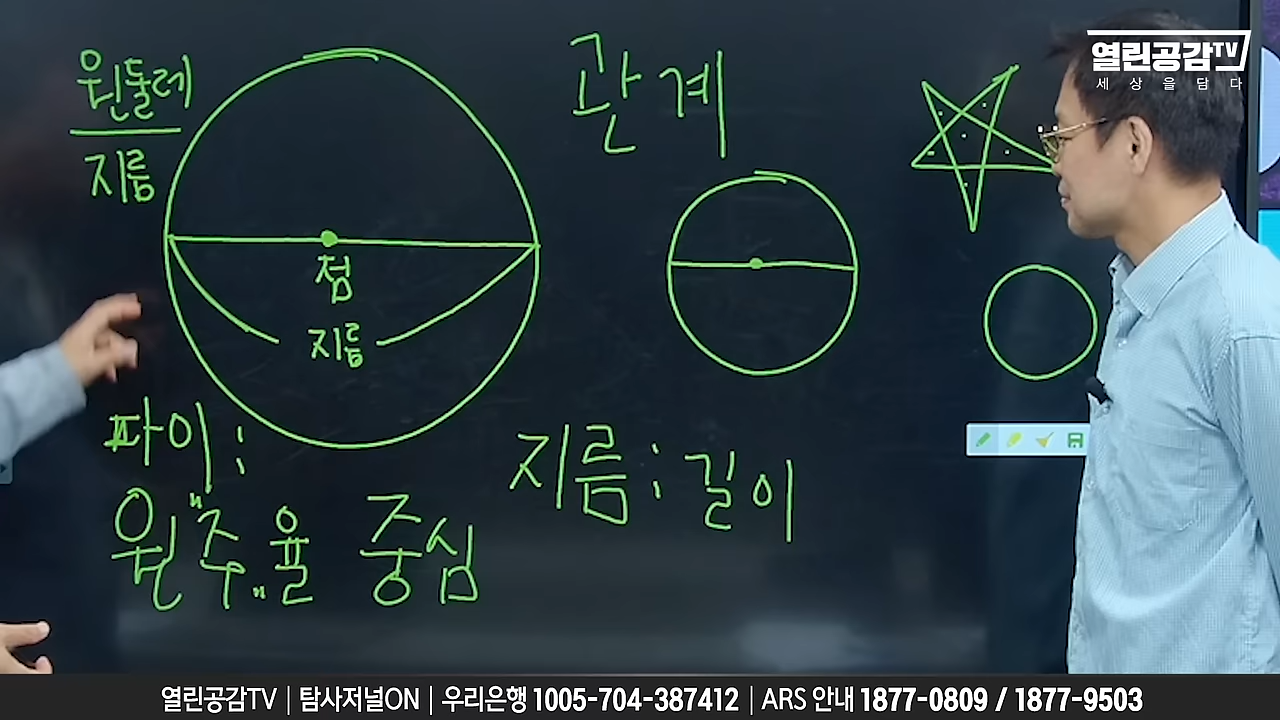 열린공감TV
세상을담다
원둘레
지름
관계
점
지름
파이:
원"주"율 중심
지름: 길이
열린공감TV | 탐사저널ON | 우리은행 1005-704-387412 | ARS 안내 1877-0809 / 1877-9503